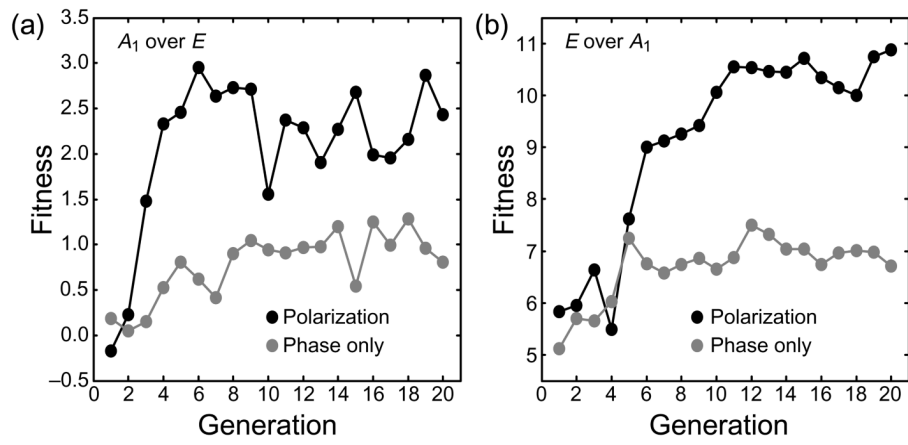 (a)
A₁ over E
Fitness
3.5
3.0
2.5
2.0
1.5
1.0
0.5
0.0
–0.5
Polarization
Phase only
0 2 4 6 8 10 12 14 16 18 20
Generation
(b)
E over A₁
Fitness
11
10
9
8
7
6
5
Polarization
Phase only
0 2 4 6 8 10 12 14 16 18 20
Generation